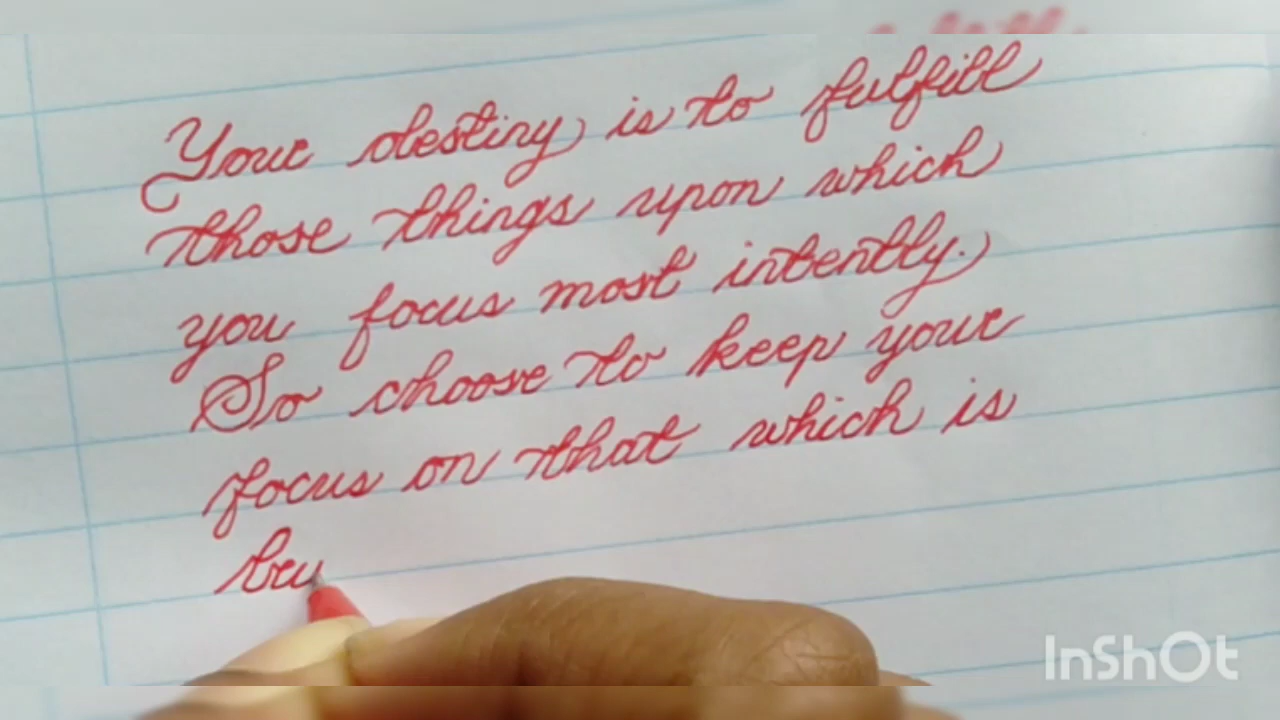 Your destiny is to fulfill
those things upon which
you focus most intently.
So choose to keep your
focus on that which is
InShOt